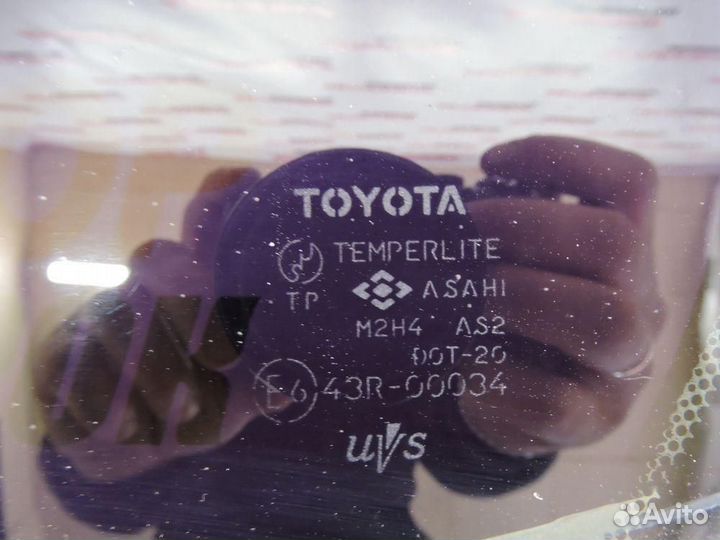 TOYOTA
TEMPERLITE
TP ASAHI
M2H4 AS2
DOT-20
E6 43R-00034
uVs
Avito